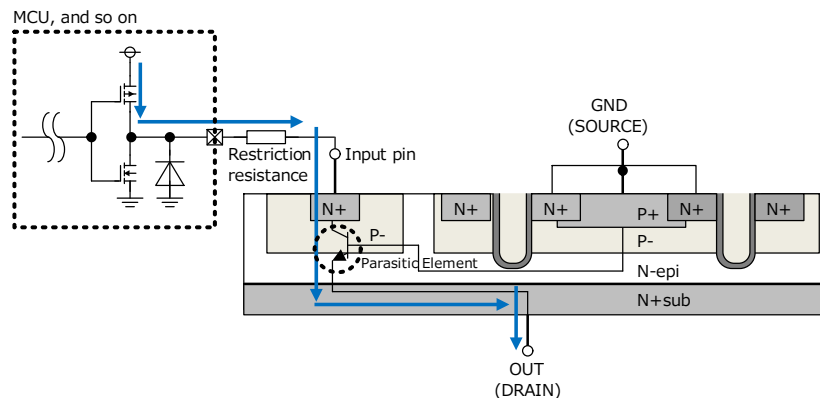 MCU, and so on
GND
(SOURCE)
Restriction
resistance
Input pin
N+
N+
N+
P+
N+
N+
P-
P-
Parasitic Element
N-epi
N+sub
OUT
(DRAIN)